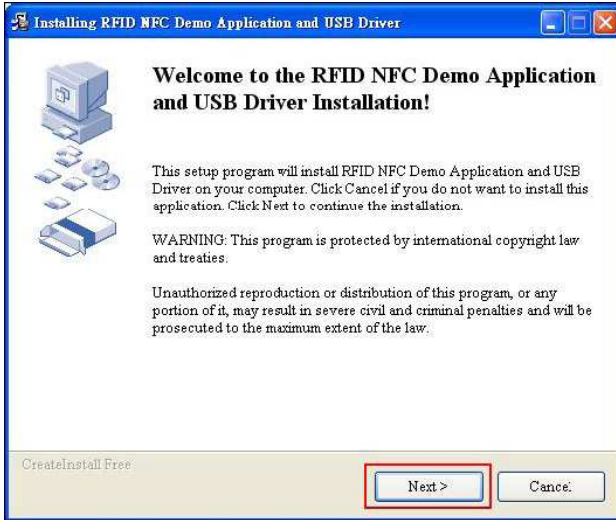 Installing RFID NFC Demo Application and USB Driver
Welcome to the RFID NFC Demo Application
and USB Driver Installation!
This setup program will install RFID NFC Demo Application and USB
Driver on your computer. Click Cancel if you do not want to install this
application. Click Next to continue the installation.
WARNING: This program is protected by international copyright law
and treaties.
Unauthorized reproduction or distribution of this program, or any
portion of it, may result in severe civil and criminal penalties and will be
prosecuted to the maximum extent of the law.
CreateInstall Free
Next >
Cancel